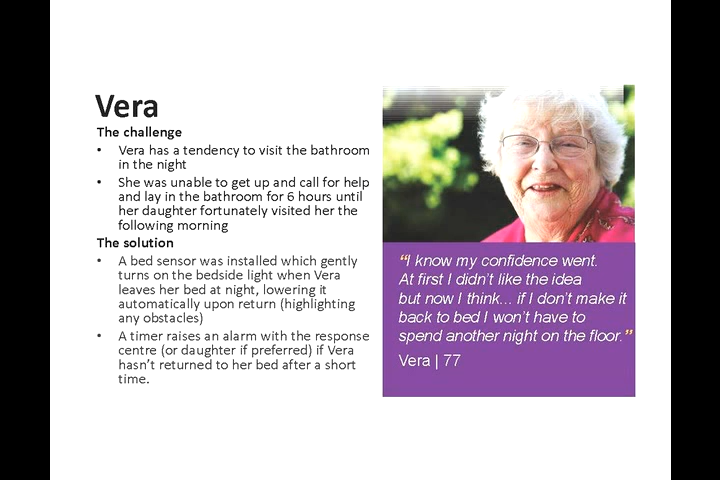 Vera
The challenge
• Vera has a tendency to visit the bathroom
in the night
• She was unable to get up and call for help
and lay in the bathroom for 6 hours until
her daughter fortunately visited her the
following morning
The solution
• A bed sensor was installed which gently
turns on the bedside light when Vera
leaves her bed at night, lowering it
automatically upon return (highlighting
any obstacles)
• A timer raises an alarm with the response
centre (or daughter if preferred) if Vera
hasn’t returned to her bed after a short
time.
“I know my confidence went.
At first I didn’t like the idea
but now I think... if I don’t make it
back to bed I won’t have to
spend another night on the floor.”
Vera | 77